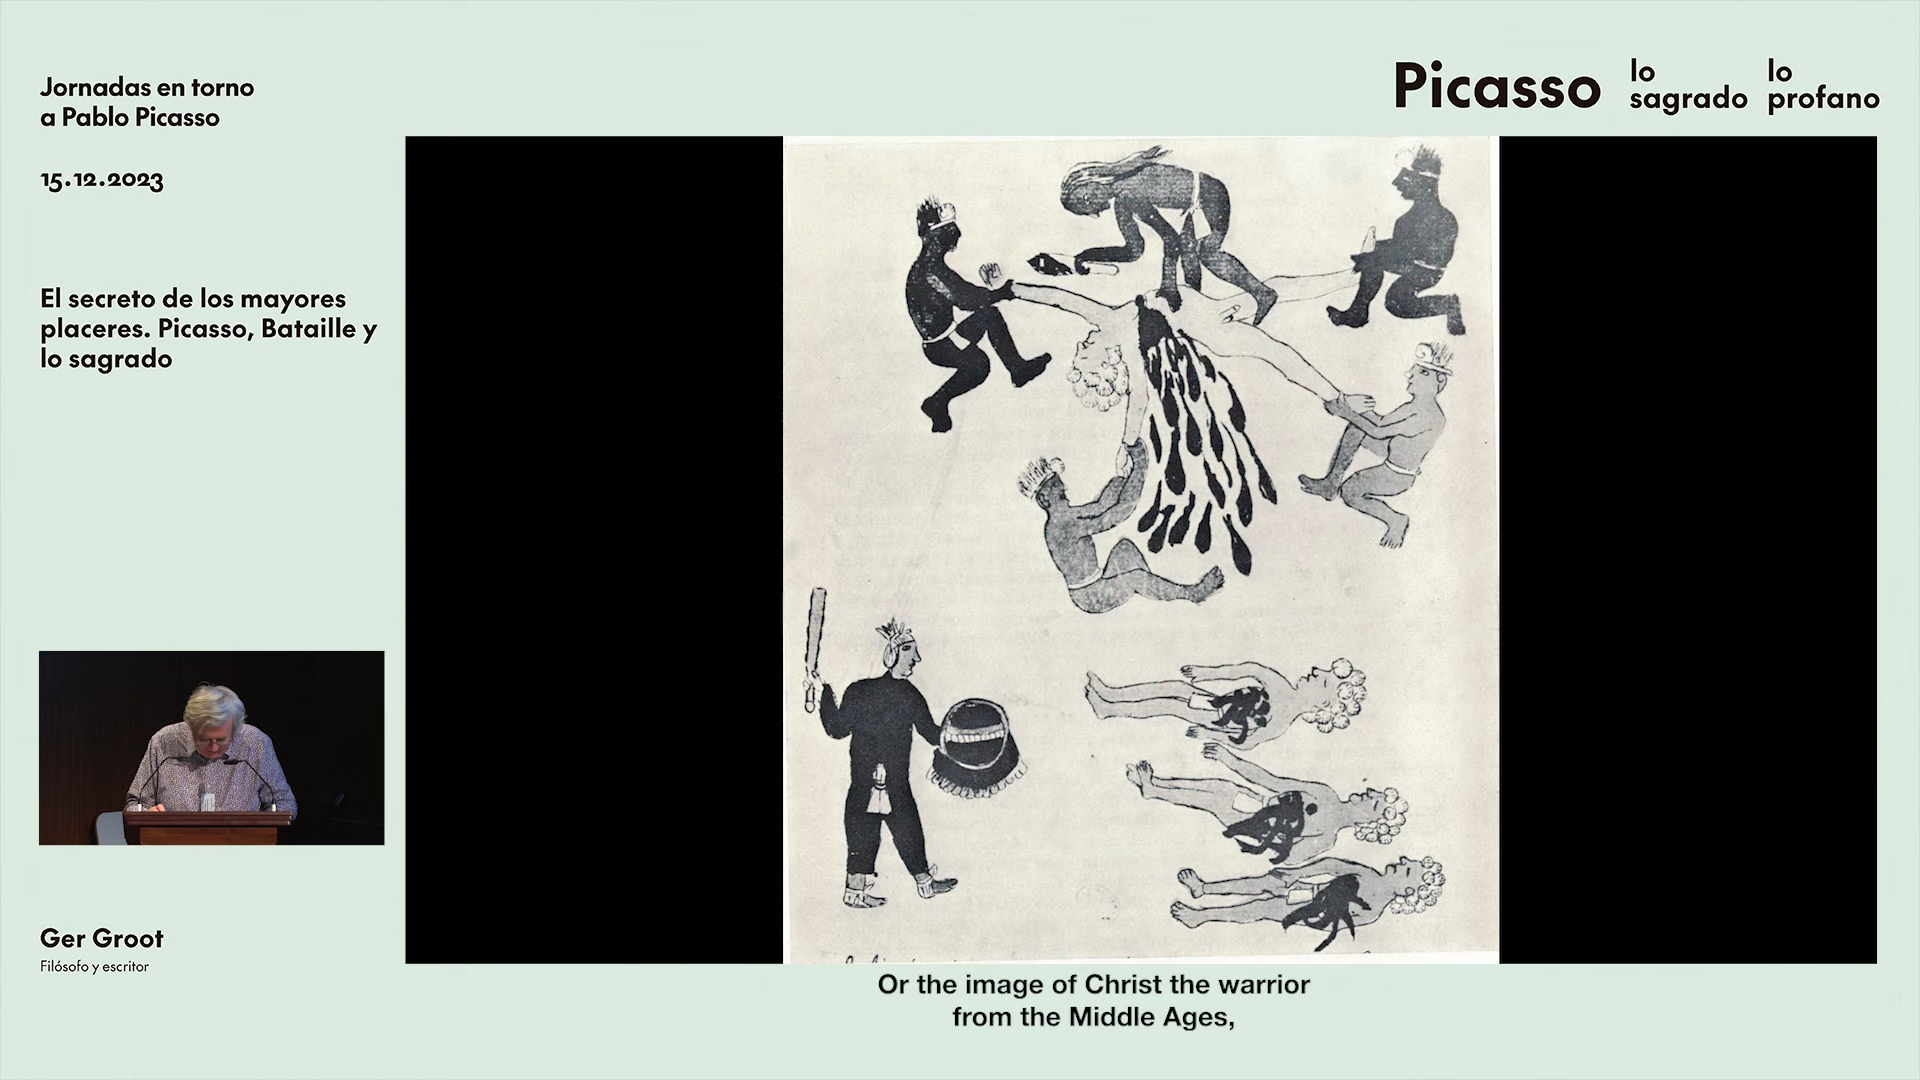 Jornadas en torno
a Pablo Picasso
15.12.2023
El secreto de los mayores
placeres. Picasso, Bataille y
lo sagrado
Ger Groot
Filósofo y escritor
Picasso
lo
sagrado
lo
profano
Or the image of Christ the warrior
from the Middle Ages,